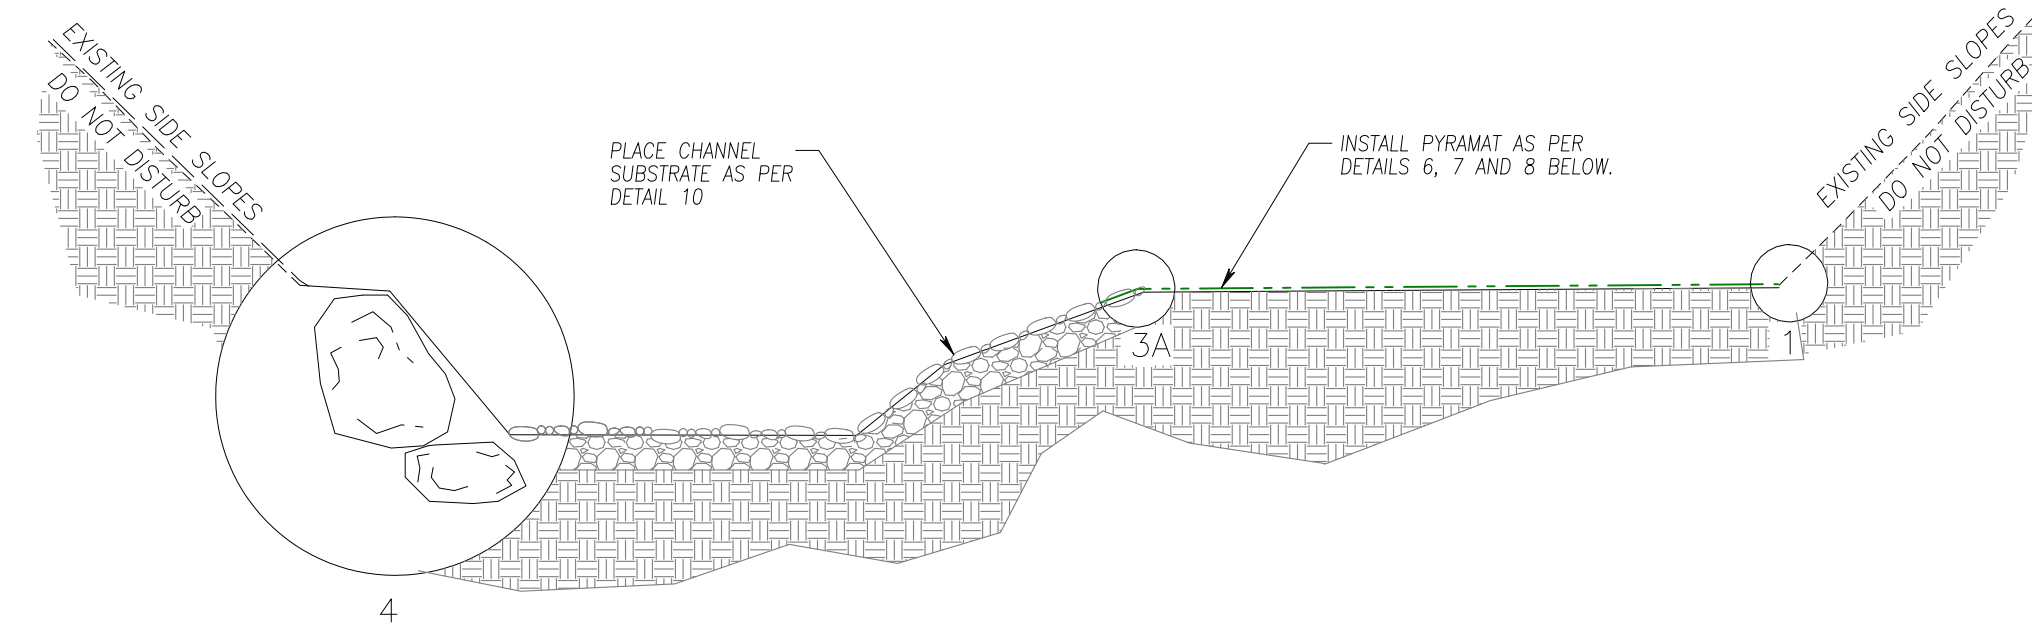 EXISTING SIDE SLOPES
DO NOT DISTURB
PLACE CHANNEL
SUBSTRATE AS PER
DETAIL 10
INSTALL PYRAMAT AS PER
DETAILS 6, 7 AND 8 BELOW.
EXISTING SIDE SLOPES
DO NOT DISTURB
3A
1
4